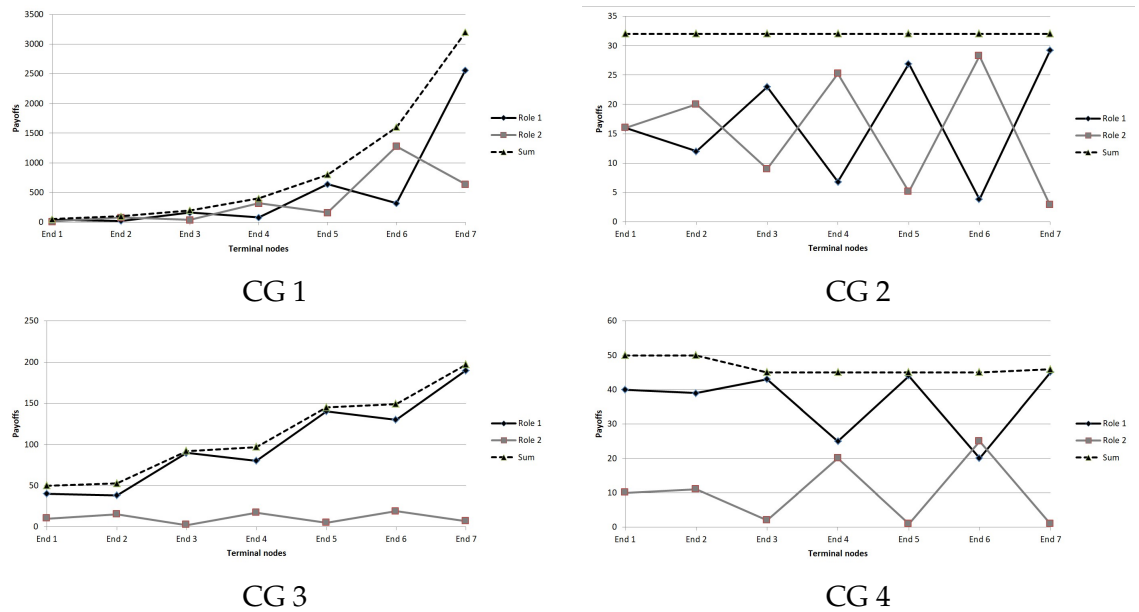 3500
3000
2500
2000
1500
1000
500
0
Payoffs
End 1 End 2 End 3 End 4 End 5 End 6 End 7
Terminal nodes
Role 1
Role 2
Sum
CG 1
35
30
25
20
15
10
5
0
Payoffs
End 1 End 2 End 3 End 4 End 5 End 6 End 7
Terminal nodes
Role 1
Role 2
Sum
CG 2
250
200
150
100
50
0
Payoffs
End 1 End 2 End 3 End 4 End 5 End 6 End 7
Terminal nodes
Role 1
Role 2
Sum
CG 3
60
50
40
30
20
10
0
Payoffs
End 1 End 2 End 3 End 4 End 5 End 6 End 7
Terminal nodes
Role 1
Role 2
Sum
CG 4